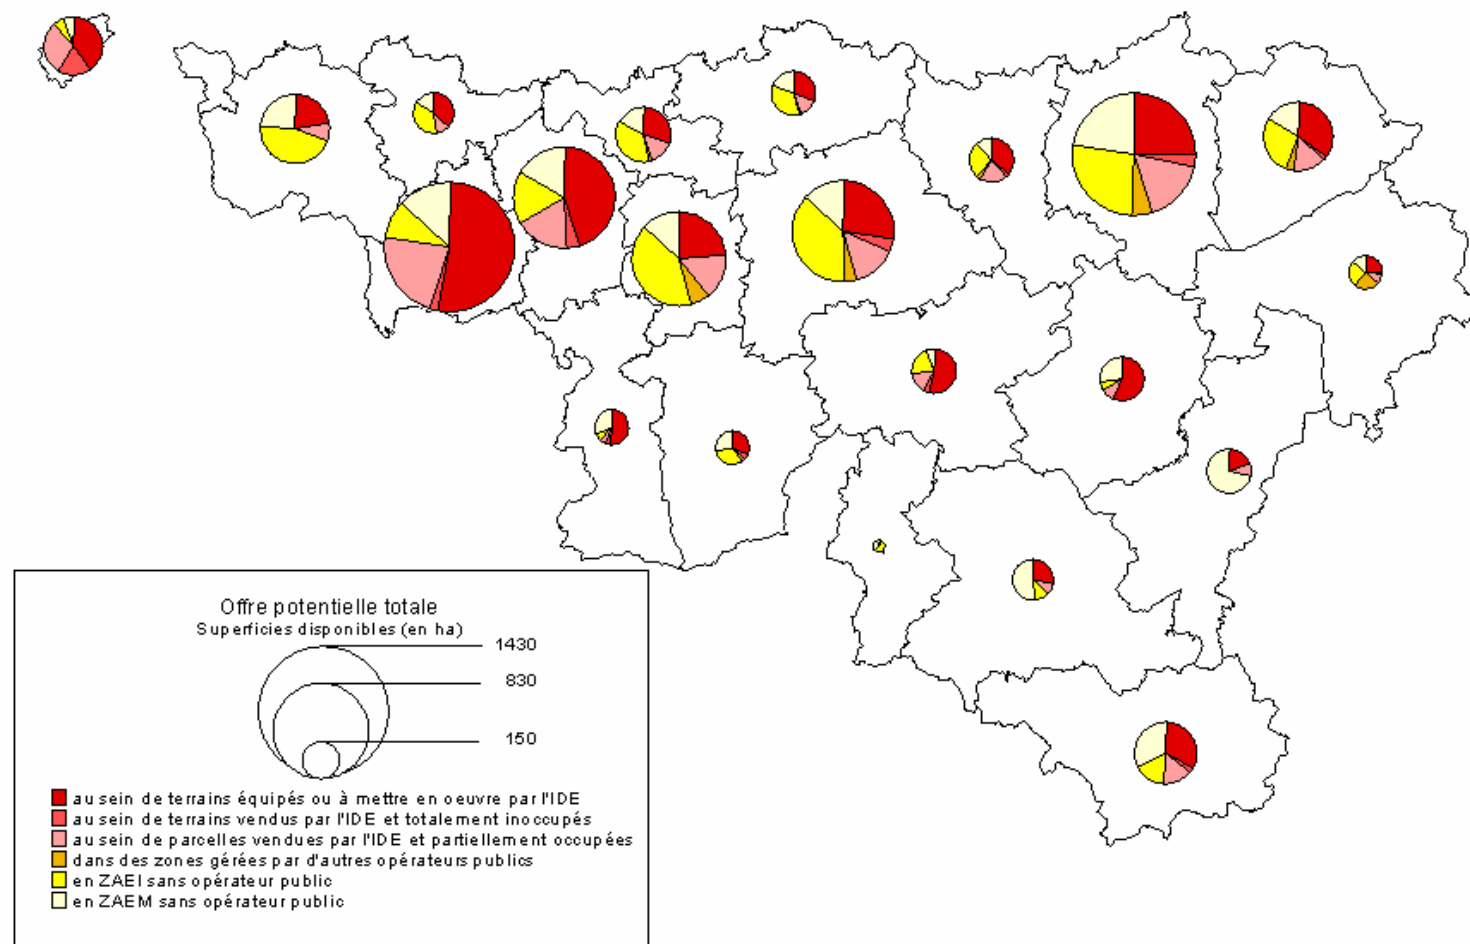 Offre potentielle totale
Superficies disponibles (en ha)
1430
830
150
au sein de terrains équipés ou à mettre en oeuvre par l'IDE
au sein de terrains vendus par l'IDE et totalement inoccupés
au sein de parcelles vendues par l'IDE et partiellement occupées
dans des zones gérées par d'autres opérateurs publics
en ZAEI sans opérateur public
en ZAEM sans opérateur public